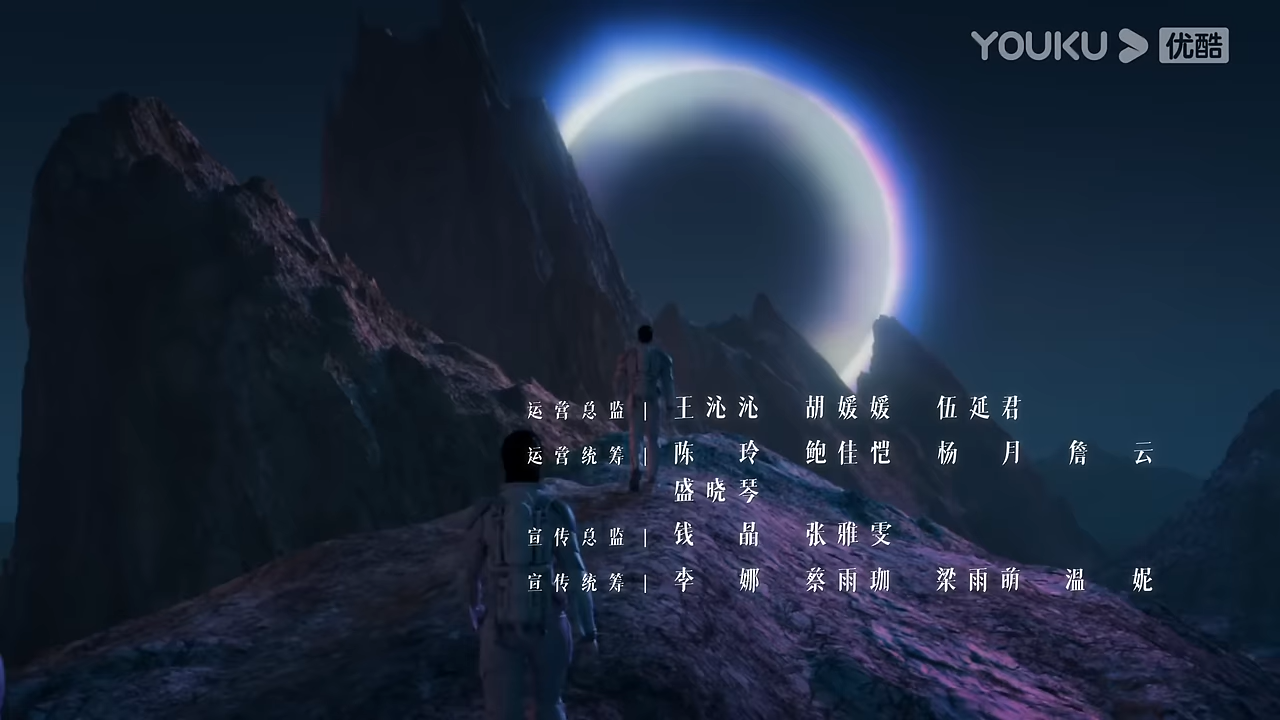 YOUKU 优酷
运营总监 | 王沁沁 胡媛媛 伍延君
运营统筹 | 陈玲 鲍佳恺 杨月 詹云
盛晓琴
宣传总监 | 钱晶 张雅雯
宣传统筹 | 李娜 蔡雨珈 梁雨萌 温妮